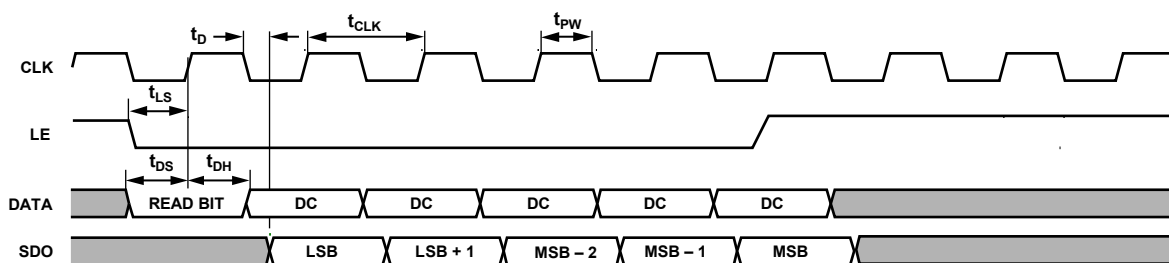 tD tCLK tPW
CLK
tLS
LE
tDS tDH
DATA READ BIT DC DC DC DC DC
SDO LSB LSB + 1 MSB – 2 MSB – 1 MSB